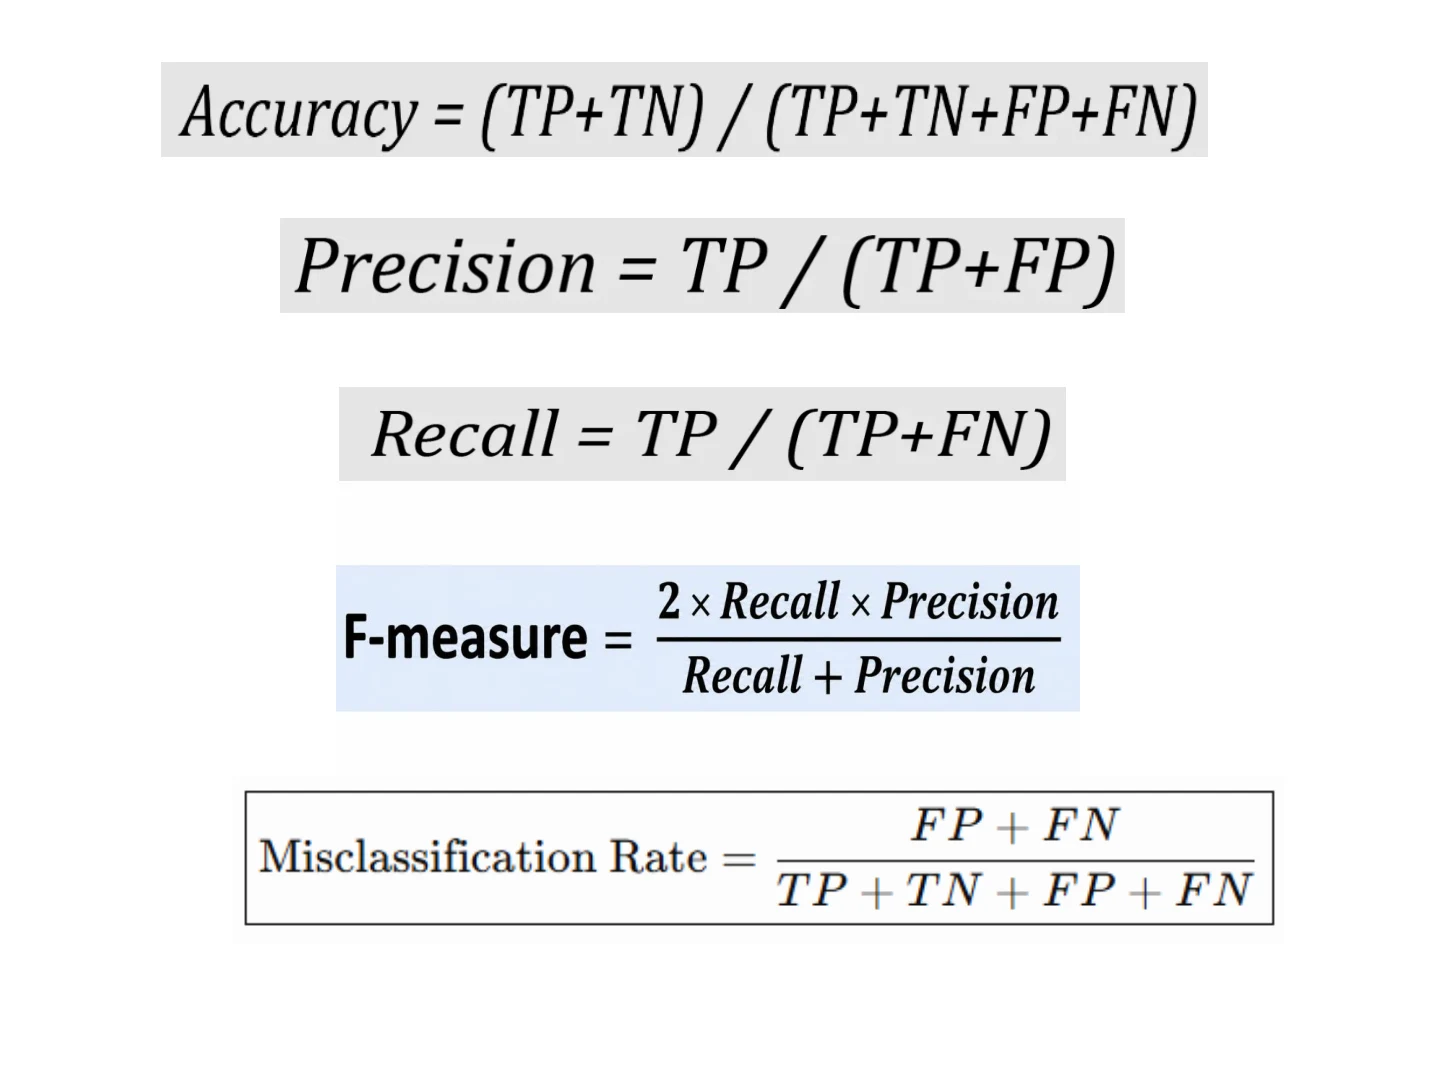 Accuracy = (TP+TN) / (TP+TN+FP+FN)
Precision = TP / (TP+FP)
Recall = TP / (TP+FN)
F-measure = 2 × Recall × Precision
Recall + Precision
Misclassification Rate = FP + FN
TP + TN + FP + FN